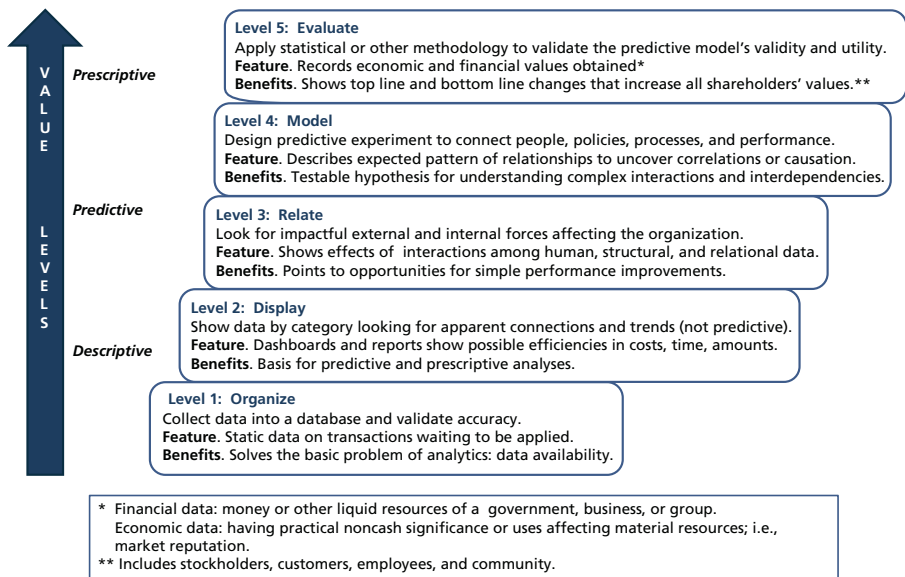 VALUE LEVELS
Prescriptive
Predictive
Descriptive
Level 5: Evaluate
Apply statistical or other methodology to validate the predictive model’s validity and utility.
Feature. Records economic and financial values obtained*
Benefits. Shows top line and bottom line changes that increase all shareholders’ values.**
Level 4: Model
Design predictive experiment to connect people, policies, processes, and performance.
Feature. Describes expected pattern of relationships to uncover correlations or causation.
Benefits. Testable hypothesis for understanding complex interactions and interdependencies.
Level 3: Relate
Look for impactful external and internal forces affecting the organization.
Feature. Shows effects of interactions among human, structural, and relational data.
Benefits. Points to opportunities for simple performance improvements.
Level 2: Display
Show data by category looking for apparent connections and trends (not predictive).
Feature. Dashboards and reports show possible efficiencies in costs, time, amounts.
Benefits. Basis for predictive and prescriptive analyses.
Level 1: Organize
Collect data into a database and validate accuracy.
Feature. Static data on transactions waiting to be applied.
Benefits. Solves the basic problem of analytics: data availability.
* Financial data: money or other liquid resources of a government, business, or group.
Economic data: having practical noncash significance or uses affecting material resources; i.e.,
market reputation.
** Includes stockholders, customers, employees, and community.